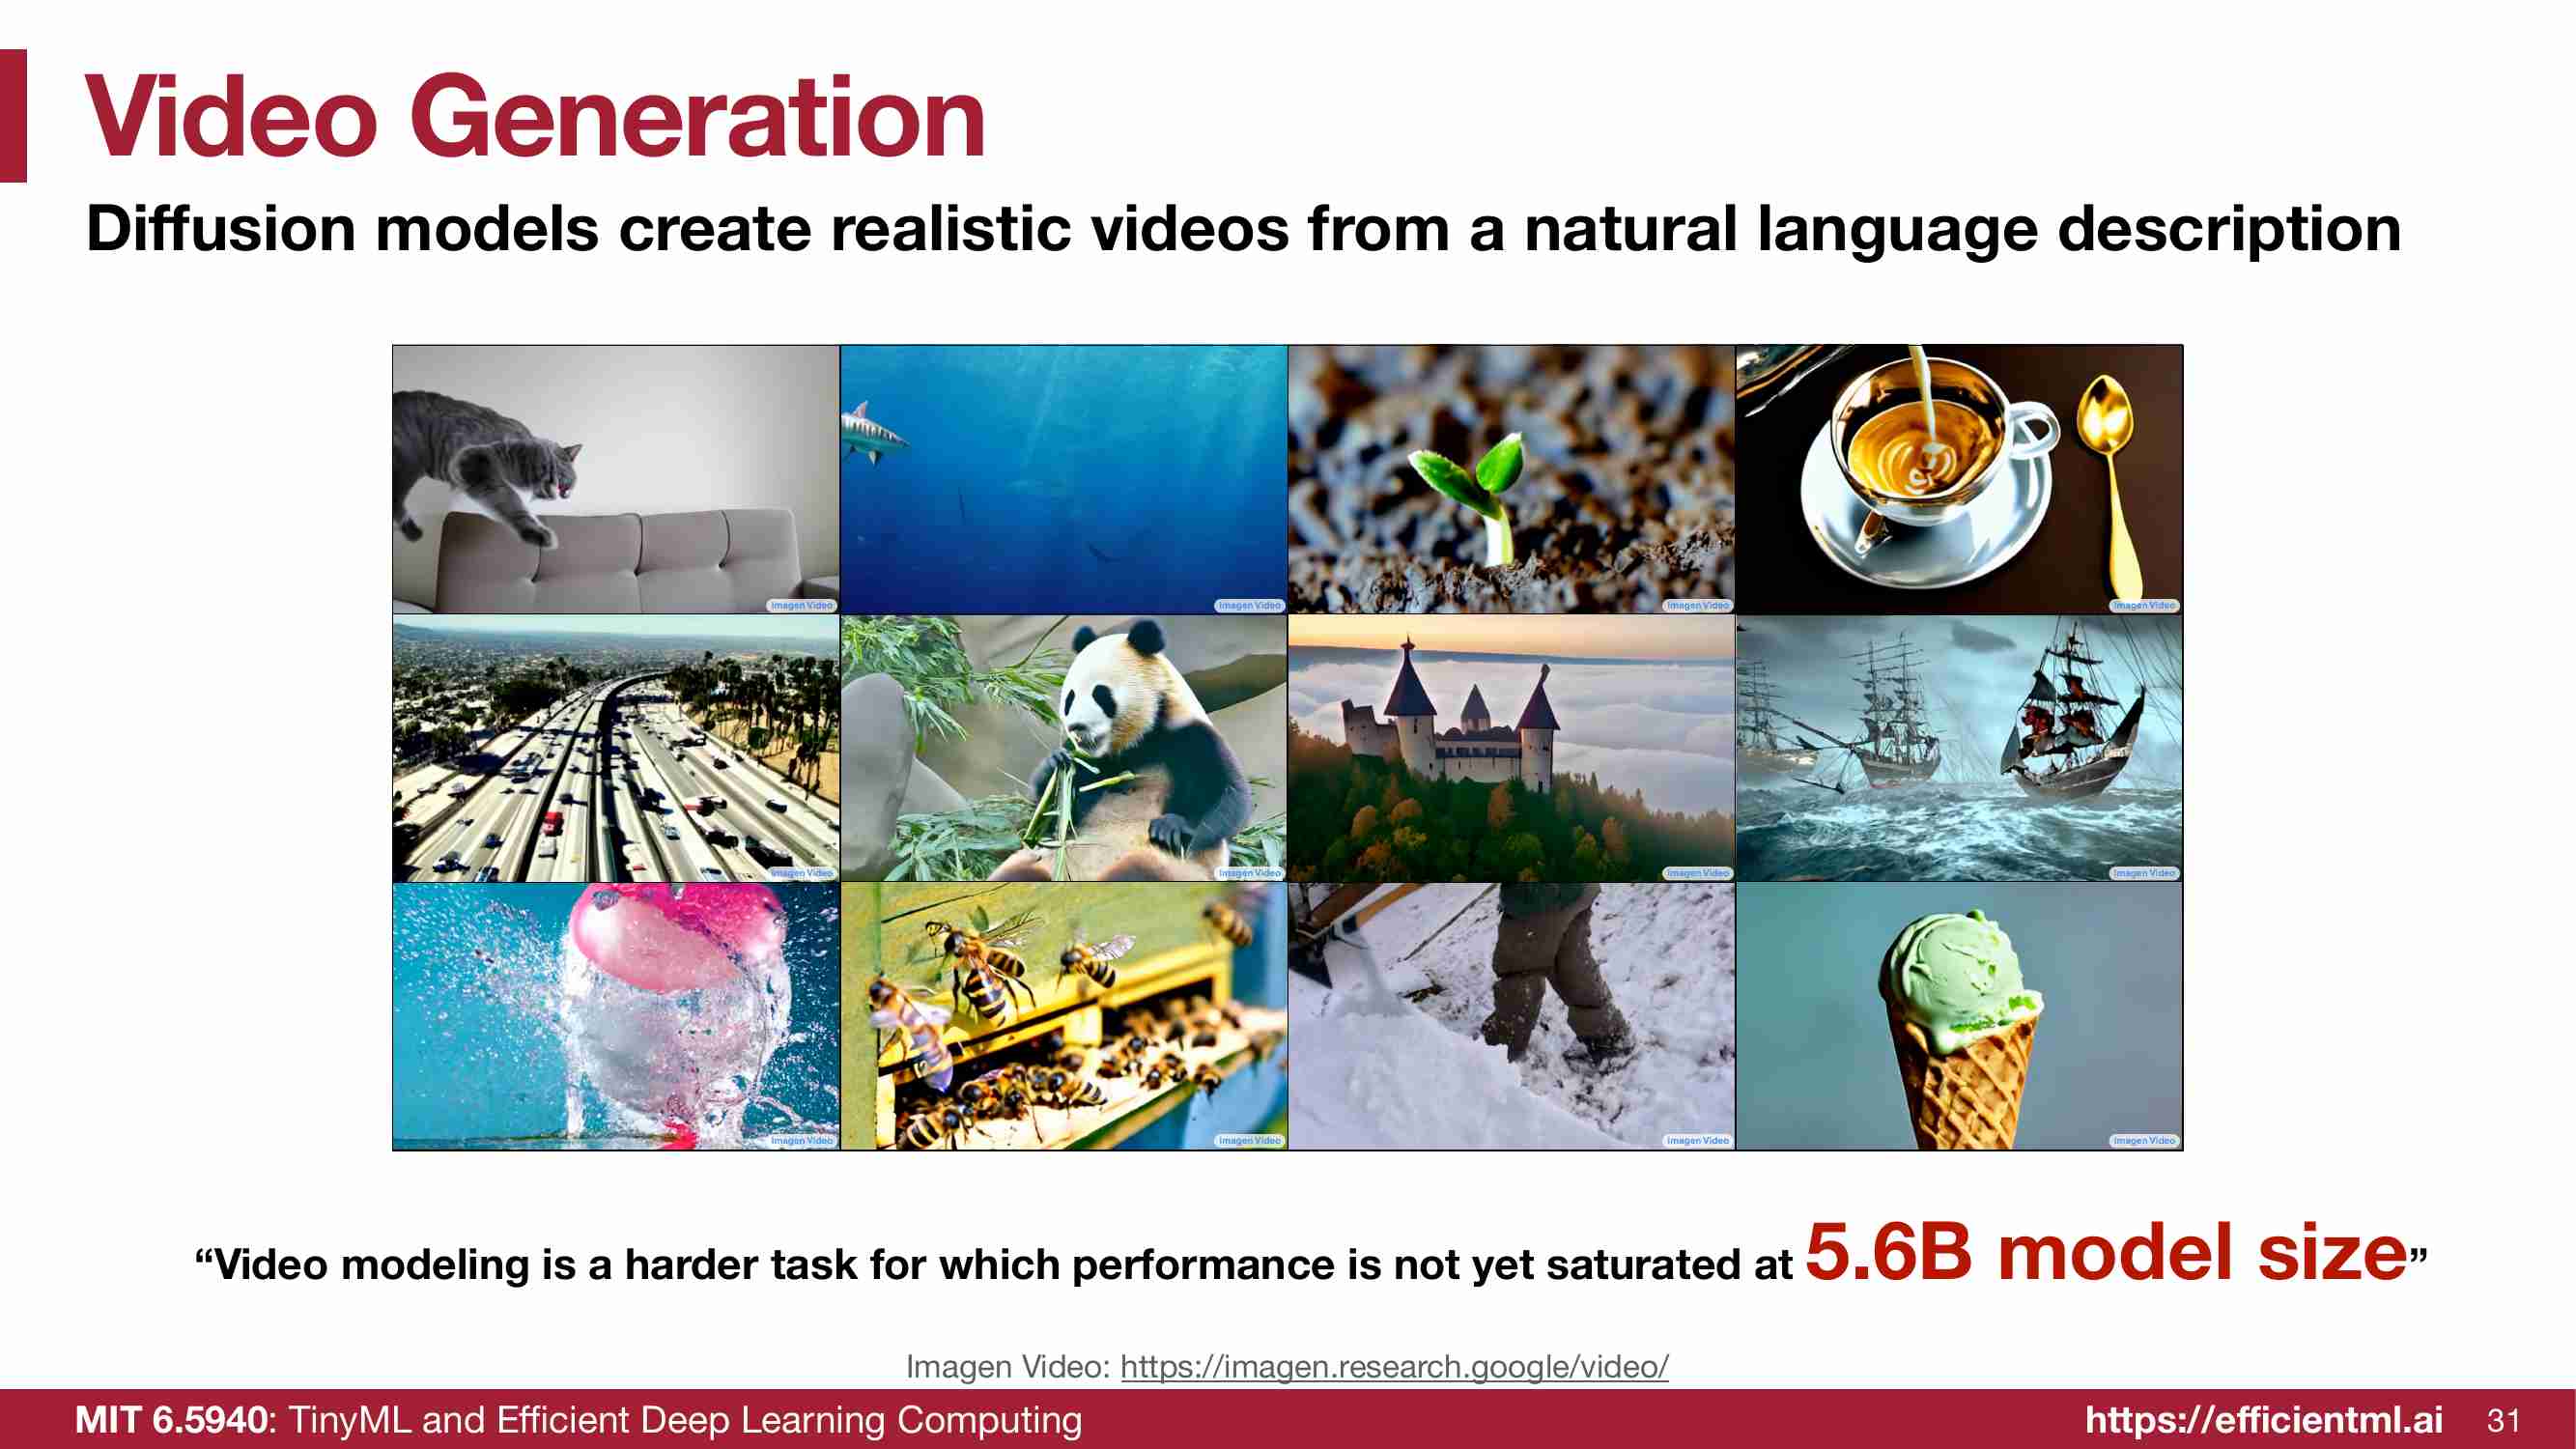 Video Generation
Diffusion models create realistic videos from a natural language description
Imagen Video
Imagen Video
Imagen Video
Imagen Video
Imagen Video
Imagen Video
Imagen Video
Imagen Video
Imagen Video
Imagen Video
Imagen Video
Imagen Video
“Video modeling is a harder task for which performance is not yet saturated at 5.6B model size”
Imagen Video: https://imagen.research.google/video/
MIT 6.5940: TinyML and Efficient Deep Learning Computing
https://efficientml.ai
31